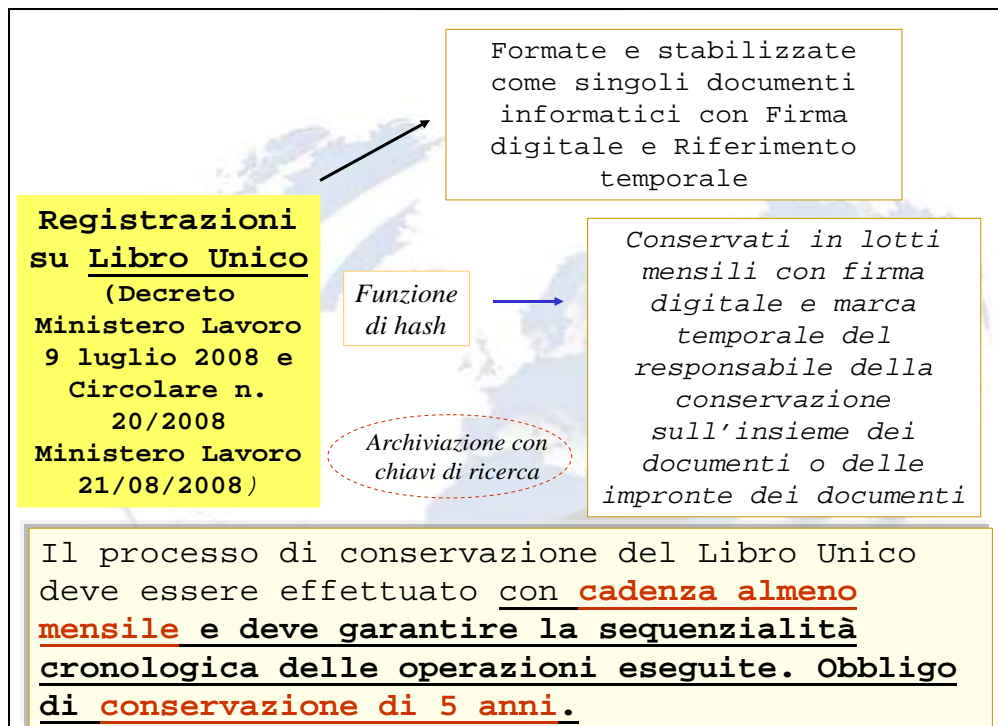 Formate e stabilizzate
come singoli documenti
informatici con Firma
digitale e Riferimento
temporale
Registrazioni
su Libro Unico
(Decreto
Ministero Lavoro
9 luglio 2008 e
Circolare n.
20/2008
Ministero Lavoro
21/08/2008)
Funzione
di hash
Conservati in lotti
mensili con firma
digitale e marca
temporale del
responsabile della
conservazione
sull'insieme dei
documenti o delle
impronte dei documenti
Archiviazione con
chiavi di ricerca
Il processo di conservazione del Libro Unico
deve essere effettuato con cadenza almeno
mensile e deve garantire la sequenzialità
cronologica delle operazioni eseguite. Obbligo
di conservazione di 5 anni.